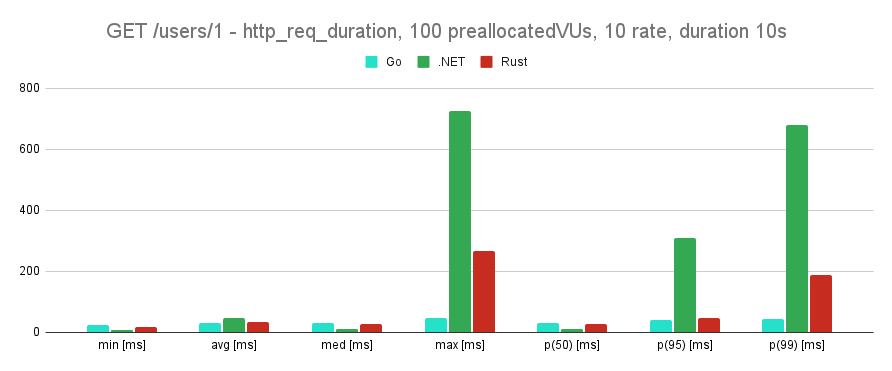 GET /users/1 - http_req_duration, 100 preallocatedVUs, 10 rate, duration 10s
Go .NET Rust
800
600
400
200
0
min [ms] avg [ms] med [ms] max [ms] p(50) [ms] p(95) [ms] p(99) [ms]